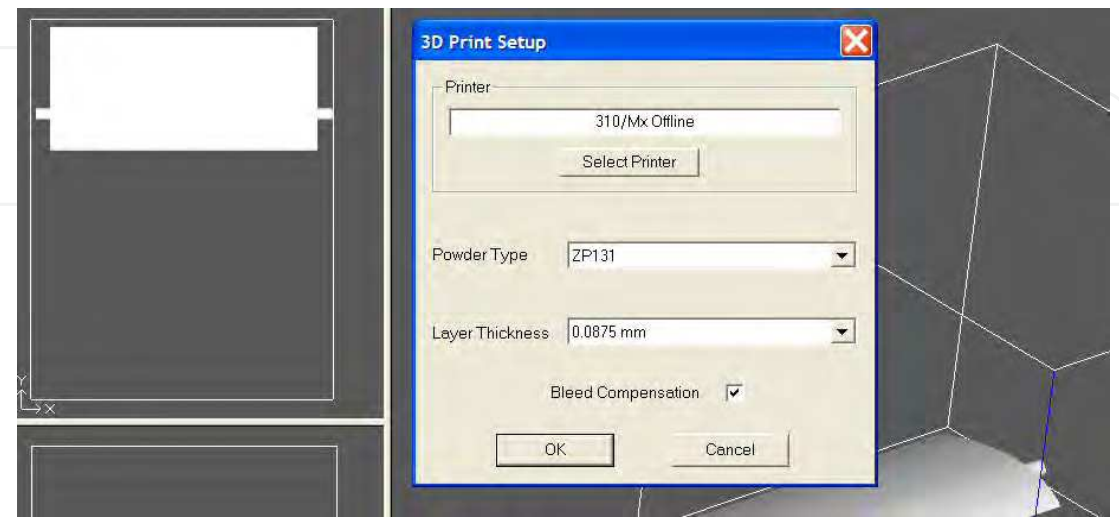 3D Print Setup
Printer
310/Mx Offline
Select Printer
Powder Type ZP131
Layer Thickness 0.0875 mm
Bleed Compensation
OK Cancel
Y
X